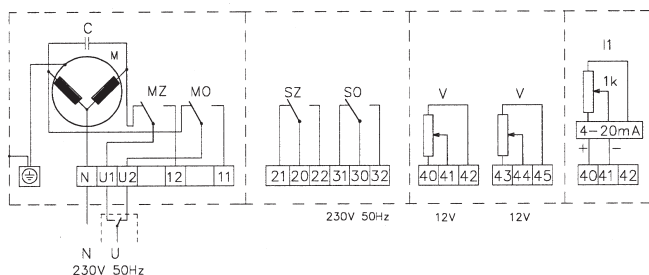 C
M
MZ MO
N U1 U2 12 11
N U
230V 50Hz
SZ SO
21 20 22 31 30 32
230V 50Hz
V V
40 41 42 43 44 45
12V 12V
I1
1k
4-20mA
+ -
40 41 42